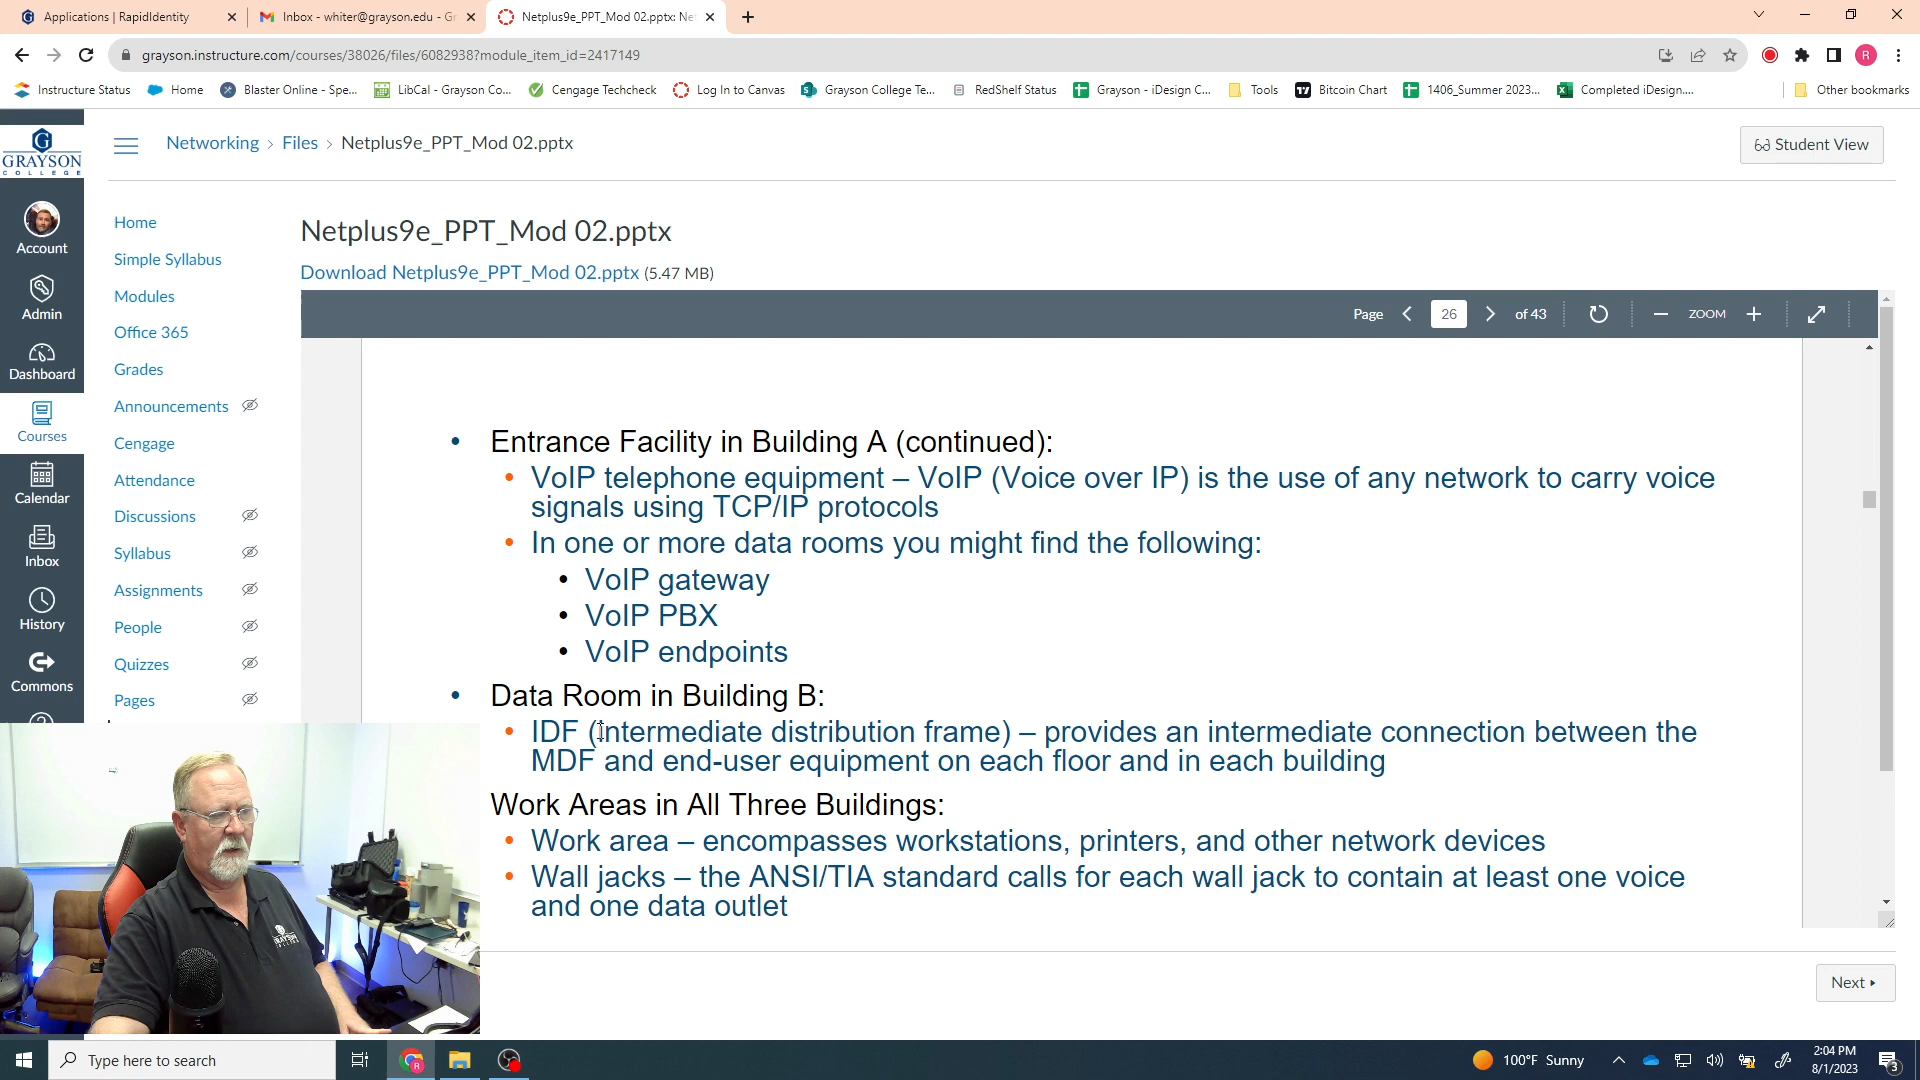 Applications | RapidIdentity
Inbox - whiter@grayson.edu - Gr
Netplus9e_PPT_Mod 02.pptx: Net
grayson.instructure.com/courses/38026/files/6082938?module_item_id=2417149
R
Instructure Status
Home
Blaster Online - Spe...
LibCal - Grayson Co...
Cengage Techcheck
Log In to Canvas
Grayson College Te...
RedShelf Status
Grayson - iDesign C...
Tools
Bitcoin Chart
1406_Summer 2023...
Completed iDesign....
Other bookmarks
GRAYSON
COLLEGE
Networking > Files > Netplus9e_PPT_Mod 02.pptx
Student View
Account
Admin
Dashboard
Courses
Calendar
Inbox
History
Commons
Home
Simple Syllabus
Modules
Office 365
Grades
Announcements
Cengage
Attendance
Discussions
Syllabus
Assignments
People
Quizzes
Pages
Netplus9e_PPT_Mod 02.pptx
Download Netplus9e_PPT_Mod 02.pptx (5.47 MB)
Page 26 of 43 ZOOM
Entrance Facility in Building A (continued):
VoIP telephone equipment – VoIP (Voice over IP) is the use of any network to carry voice
signals using TCP/IP protocols
In one or more data rooms you might find the following:
VoIP gateway
VoIP PBX
VoIP endpoints
Data Room in Building B:
IDF (intermediate distribution frame) – provides an intermediate connection between the
MDF and end-user equipment on each floor and in each building
Work Areas in All Three Buildings:
Work area – encompasses workstations, printers, and other network devices
Wall jacks – the ANSI/TIA standard calls for each wall jack to contain at least one voice
and one data outlet
GRAYSON
Next
Type here to search
100°F Sunny
2:04 PM
8/1/2023
3